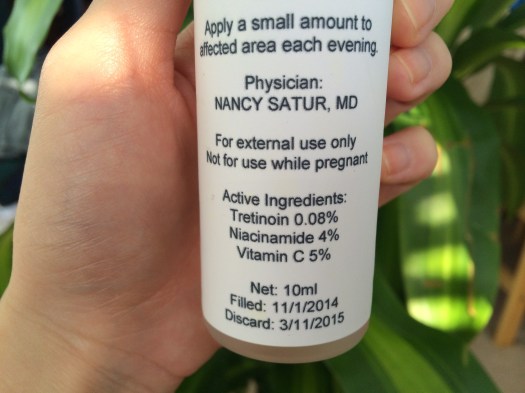 Apply a small amount to
affected area each evening.
Physician:
NANCY SATUR, MD
For external use only
Not for use while pregnant
Active Ingredients:
Tretinoin 0.08%
Niacinamide 4%
Vitamin C 5%
Net: 10ml
Filled: 11/1/2014
Discard: 3/11/2015